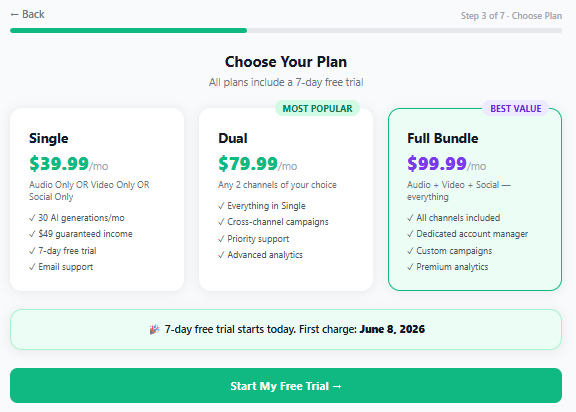 ← Back
Step 3 of 7 · Choose Plan
Choose Your Plan
All plans include a 7-day free trial
Single
$39.99/mo
Audio Only OR Video Only OR
Social Only
✓ 30 AI generations/mo
✓ $49 guaranteed income
✓ 7-day free trial
✓ Email support
MOST POPULAR
Dual
$79.99/mo
Any 2 channels of your choice
✓ Everything in Single
✓ Cross-channel campaigns
✓ Priority support
✓ Advanced analytics
BEST VALUE
Full Bundle
$99.99/mo
Audio + Video + Social —
everything
✓ All channels included
✓ Dedicated account manager
✓ Custom campaigns
✓ Premium analytics
🎉 7-day free trial starts today. First charge: June 8, 2026
Start My Free Trial →